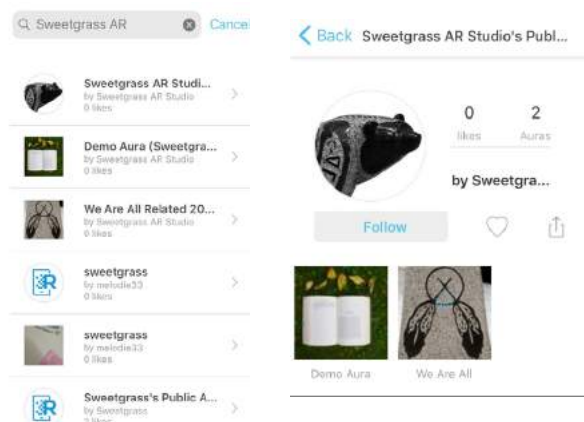 Sweetgrass AR
Cancel
Sweetgrass AR Studi...
by Sweetgrass AR Studio
0 likes
Demo Aura (Sweetgra...
by Sweetgrass AR Studio
0 likes
We Are All Related 20...
by Sweetgrass AR Studio
0 likes
sweetgrass
by melodie33
0 likes
sweetgrass
by melodie33
0 likes
Sweetgrass's Public A...
by Sweetgrass
Back Sweetgrass AR Studio's Publ...
0 2
likes Auras
by Sweetgra...
Follow
Demo Aura We Are All